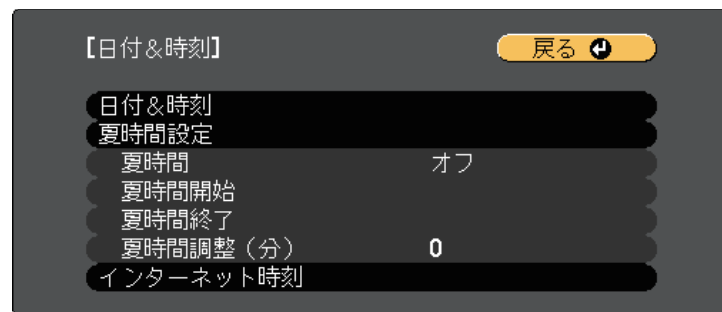 【日付＆時刻】
戻る
日付＆時刻
夏時間設定
夏時間 オフ
夏時間開始
夏時間終了
夏時間調整（分） 0
インターネット時刻